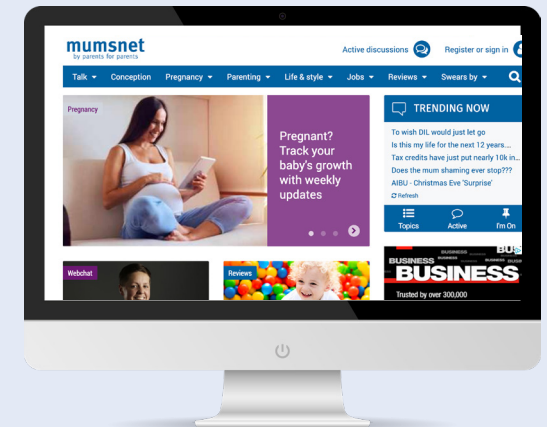 mumsnet
by parents for parents
Active discussions
Register or sign in
Talk Conception Pregnancy Parenting Life & style Jobs Reviews Swears by
Pregnancy
Pregnant?
Track your
baby's growth
with weekly
updates
TRENDING NOW
To wish DIL would just let go
Is this my life for the next 12 years....
Tax credits have just put nearly 10k in...
Does the mum shaming ever stop???
AIBU - Christmas Eve 'Surprise'
Refresh
Topics Active I'm On
Webchat
Reviews
BUSINESS
BUSINESS
BUSINESS
Trusted by over 300,000